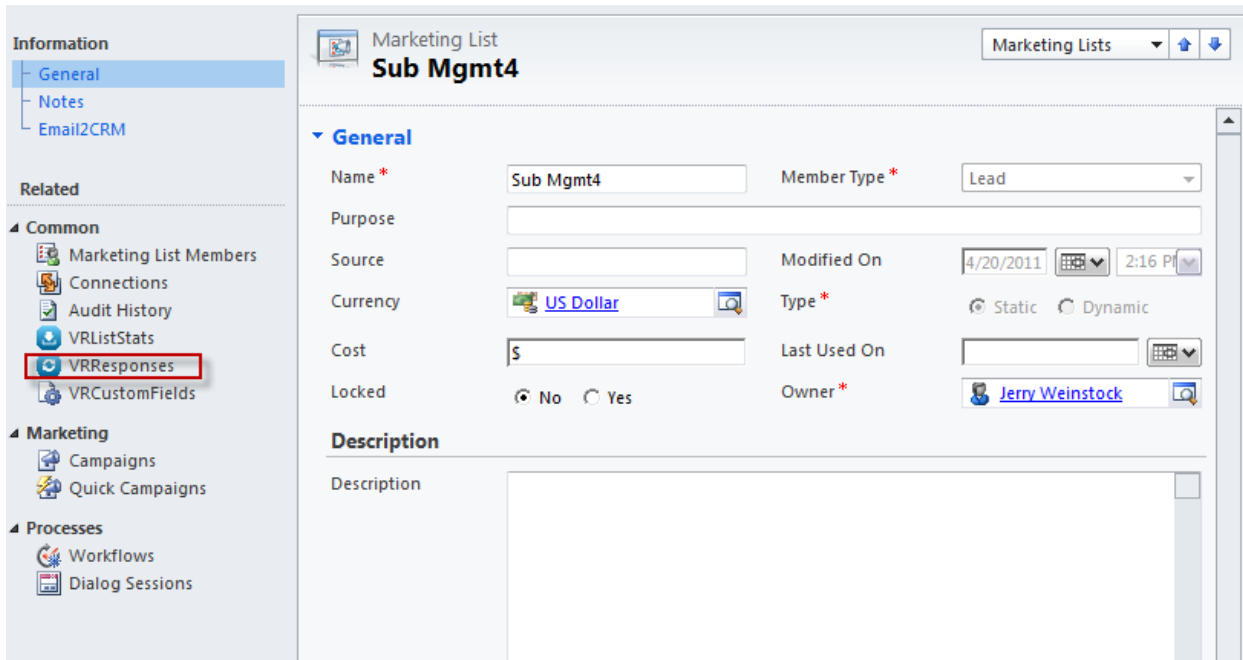 Information
General
Notes
Email2CRM
Related
Common
Marketing List Members
Connections
Audit History
VRListStats
VRResponses
VRCustomFields
Marketing
Campaigns
Quick Campaigns
Processes
Workflows
Dialog Sessions
Marketing List
Sub Mgmt4
Marketing Lists
General
Name * Sub Mgmt4 Member Type * Lead
Purpose
Source Modified On 4/20/2011 2:16
Currency US Dollar Type * Static Dynamic
Cost $ Last Used On
Locked No Yes Owner * Jerry Weinstock
Description
Description